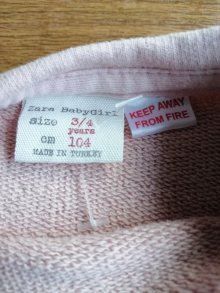 Zara BabyGirl
size 3/4
years
cm 104
MADE IN TURKEY
KEEP AWAY
FROM FIRE